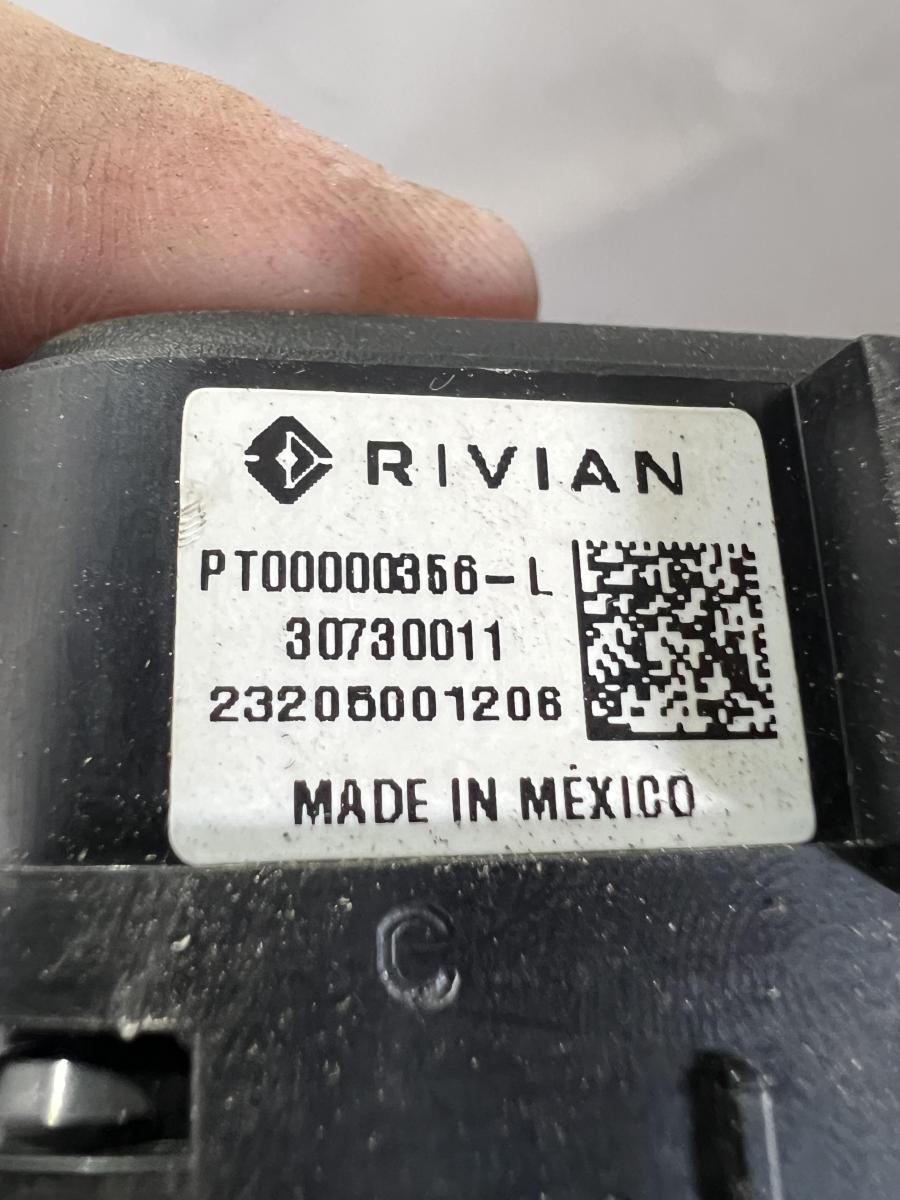 RIVIAN
PT00000356-L
30730011
23205001206
MADE IN MÉXICO
C